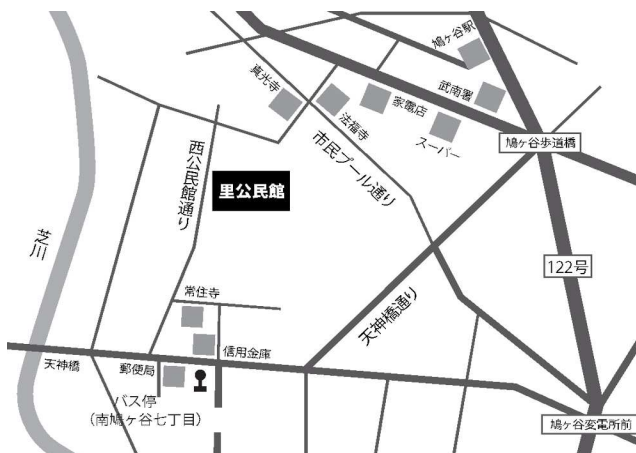 鳩ヶ谷駅
真光寺
武南署
家電店
法福寺
スーパー
鳩ヶ谷歩道橋
西公民館通り
里公民館
市民プール通り
芝川
122号
常住寺
天神橋通り
信用金庫
天神橋
郵便局
バス停
(南鳩ヶ谷七丁目)
鳩ヶ谷変電所前